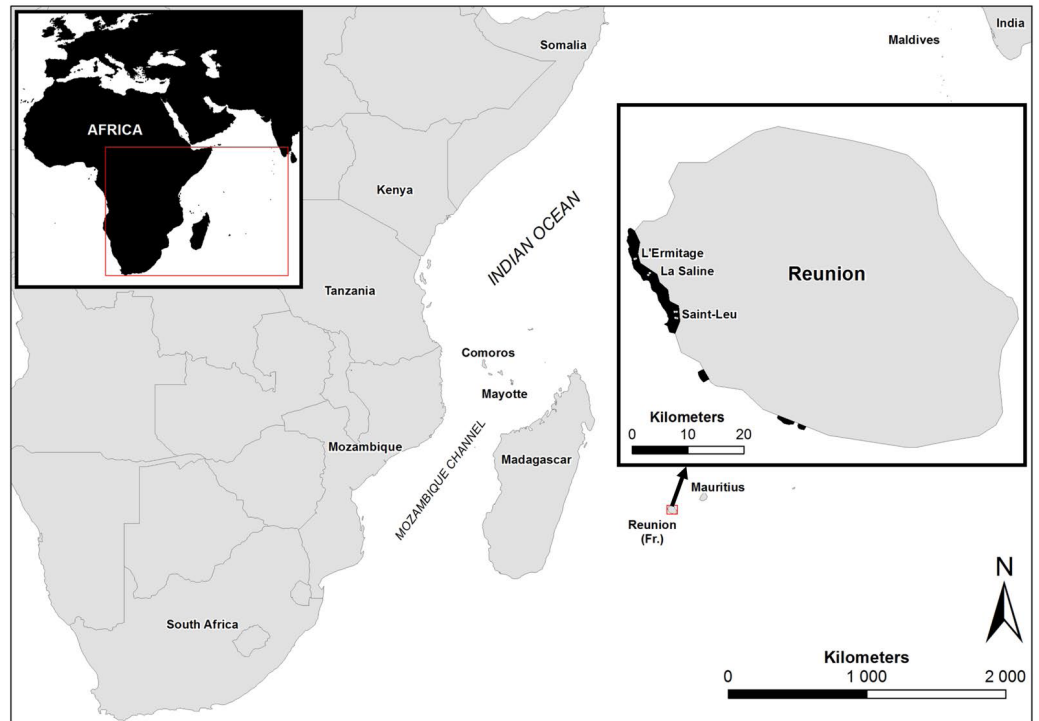 Somalia
Maldives
India
AFRICA
Kenya
INDIAN OCEAN
Tanzania
Comoros
Mayotte
Mozambique
MOZAMBIQUE CHANNEL
Madagascar
South Africa
L'Ermitage
La Saline
Reunion
Saint-Leu
Kilometers
0 10 20
Mauritius
Reunion
(Fr.)
N
Kilometers
0 1 000 2 000